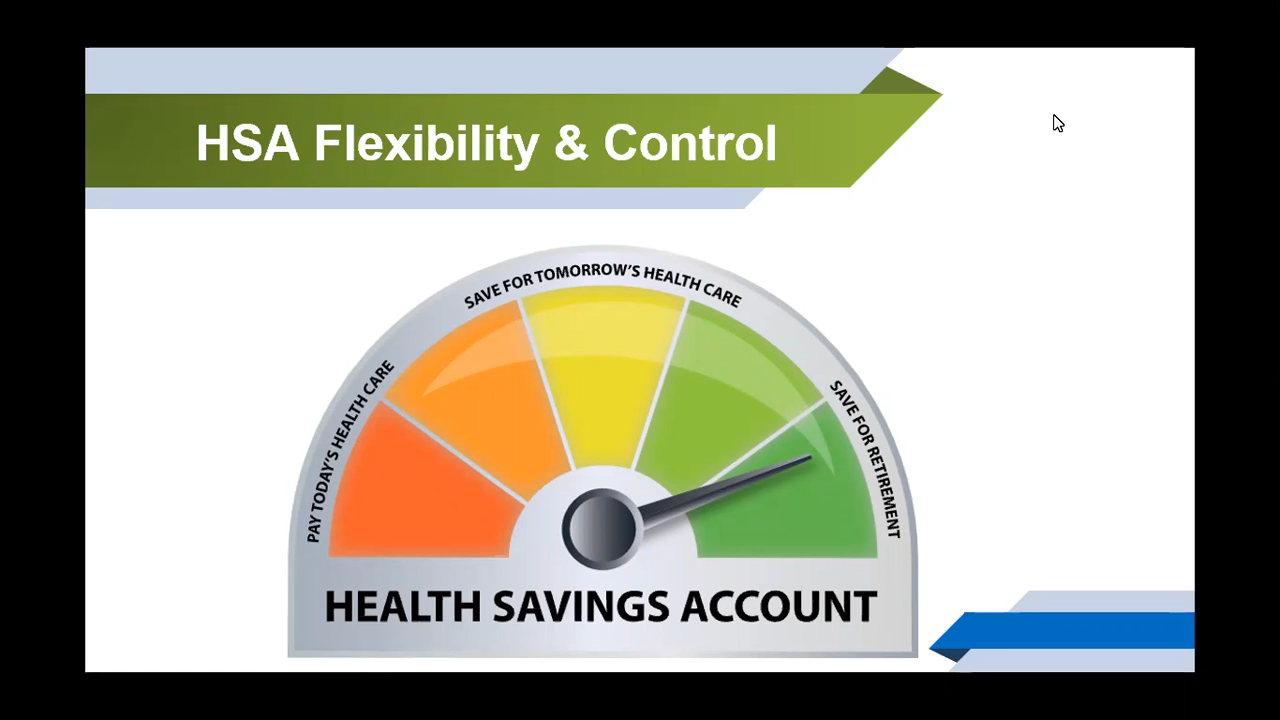 HSA Flexibility & Control
SAVE FOR TOMORROW'S HEALTH CARE
PAY TODAY'S HEALTH CARE
SAVE FOR RETIREMENT
HEALTH SAVINGS ACCOUNT